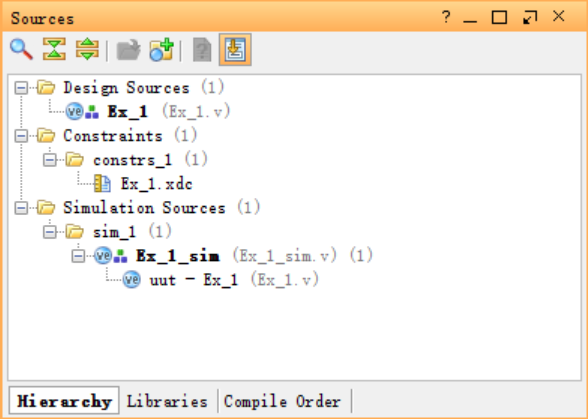 Sources
Design Sources (1)
Ex_1 (Ex_1.v)
Constraints (1)
constrs_1 (1)
Ex_1.xdc
Simulation Sources (1)
sim_1 (1)
Ex_1_sim (Ex_1_sim.v) (1)
uut - Ex_1 (Ex_1.v)
Hierarchy Libraries Compile Order